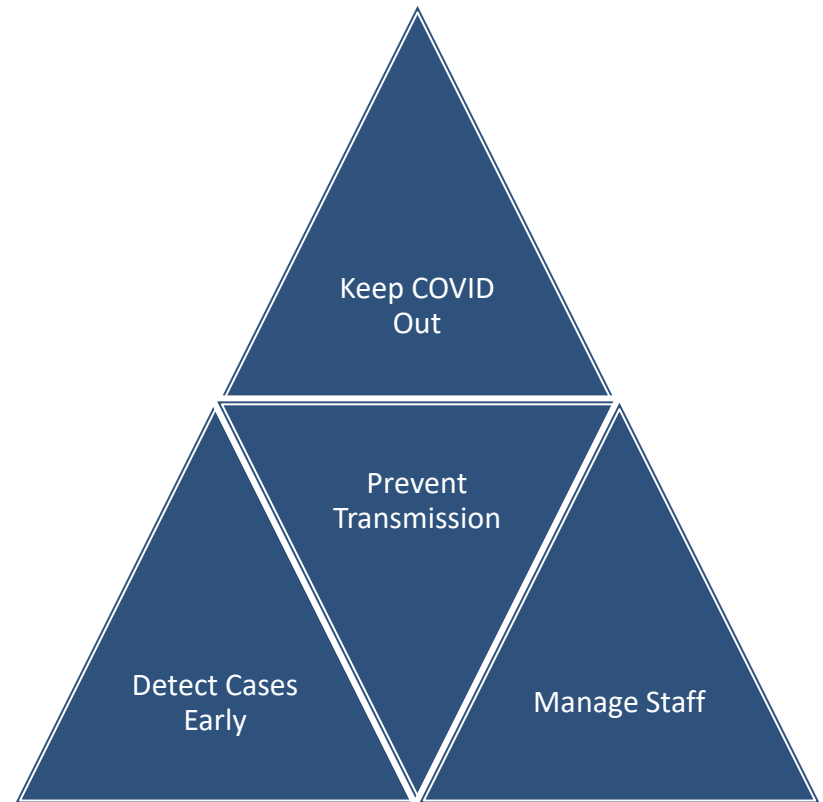 Keep COVID
Out
Prevent
Transmission
Detect Cases
Early
Manage Staff